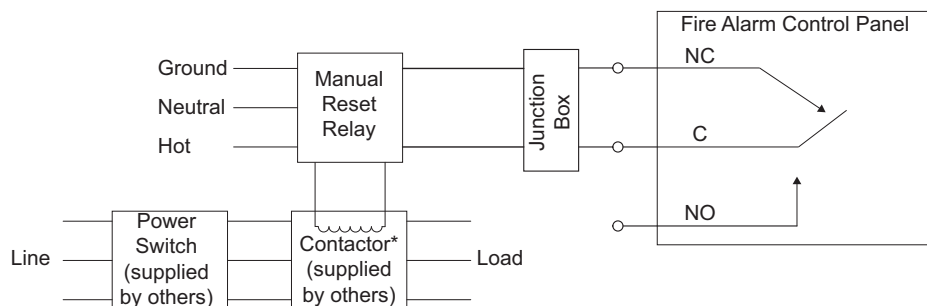 Fire Alarm Control Panel
Ground
Neutral
Hot
Manual
Reset
Relay
Junction
Box
NC
C
NO
Line
Power
Switch
(supplied
by others)
Contactor*
(supplied
by others)
Load